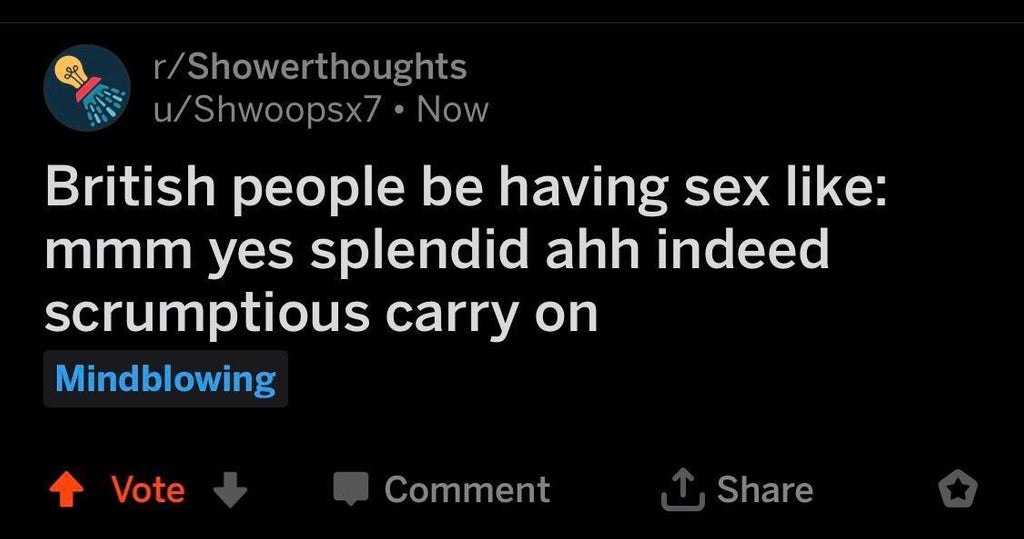 r/Showerthoughts
u/Shwoopsx7 • Now
British people be having sex like:
mmm yes splendid ahh indeed
scrumptious carry on
Mindblowing
Vote Comment Share